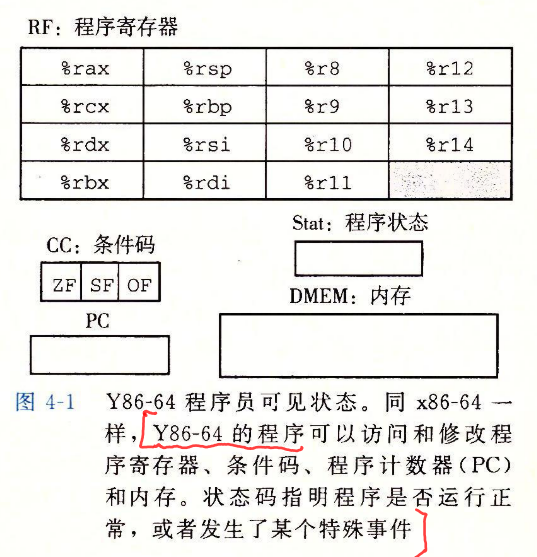 RF：程序寄存器
%rax %rsp %r8 %r12
%rcx %rbp %r9 %r13
%rdx %rsi %r10 %r14
%rbx %rdi %r11
Stat：程序状态
CC：条件码
ZF SF OF
DMEM：内存
PC
图 4-1 Y86-64 程序员可见状态。同 x86-64 一
样，Y86-64 的程序可以访问和修改程
序寄存器、条件码、程序计数器(PC)
和内存。状态码指明程序是否运行正
常，或者发生了某个特殊事件